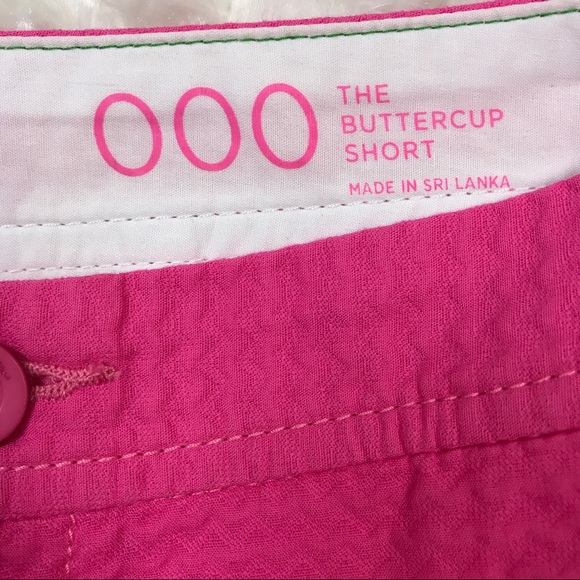 000
THE
BUTTERCUP
SHORT
MADE IN SRI LANKA